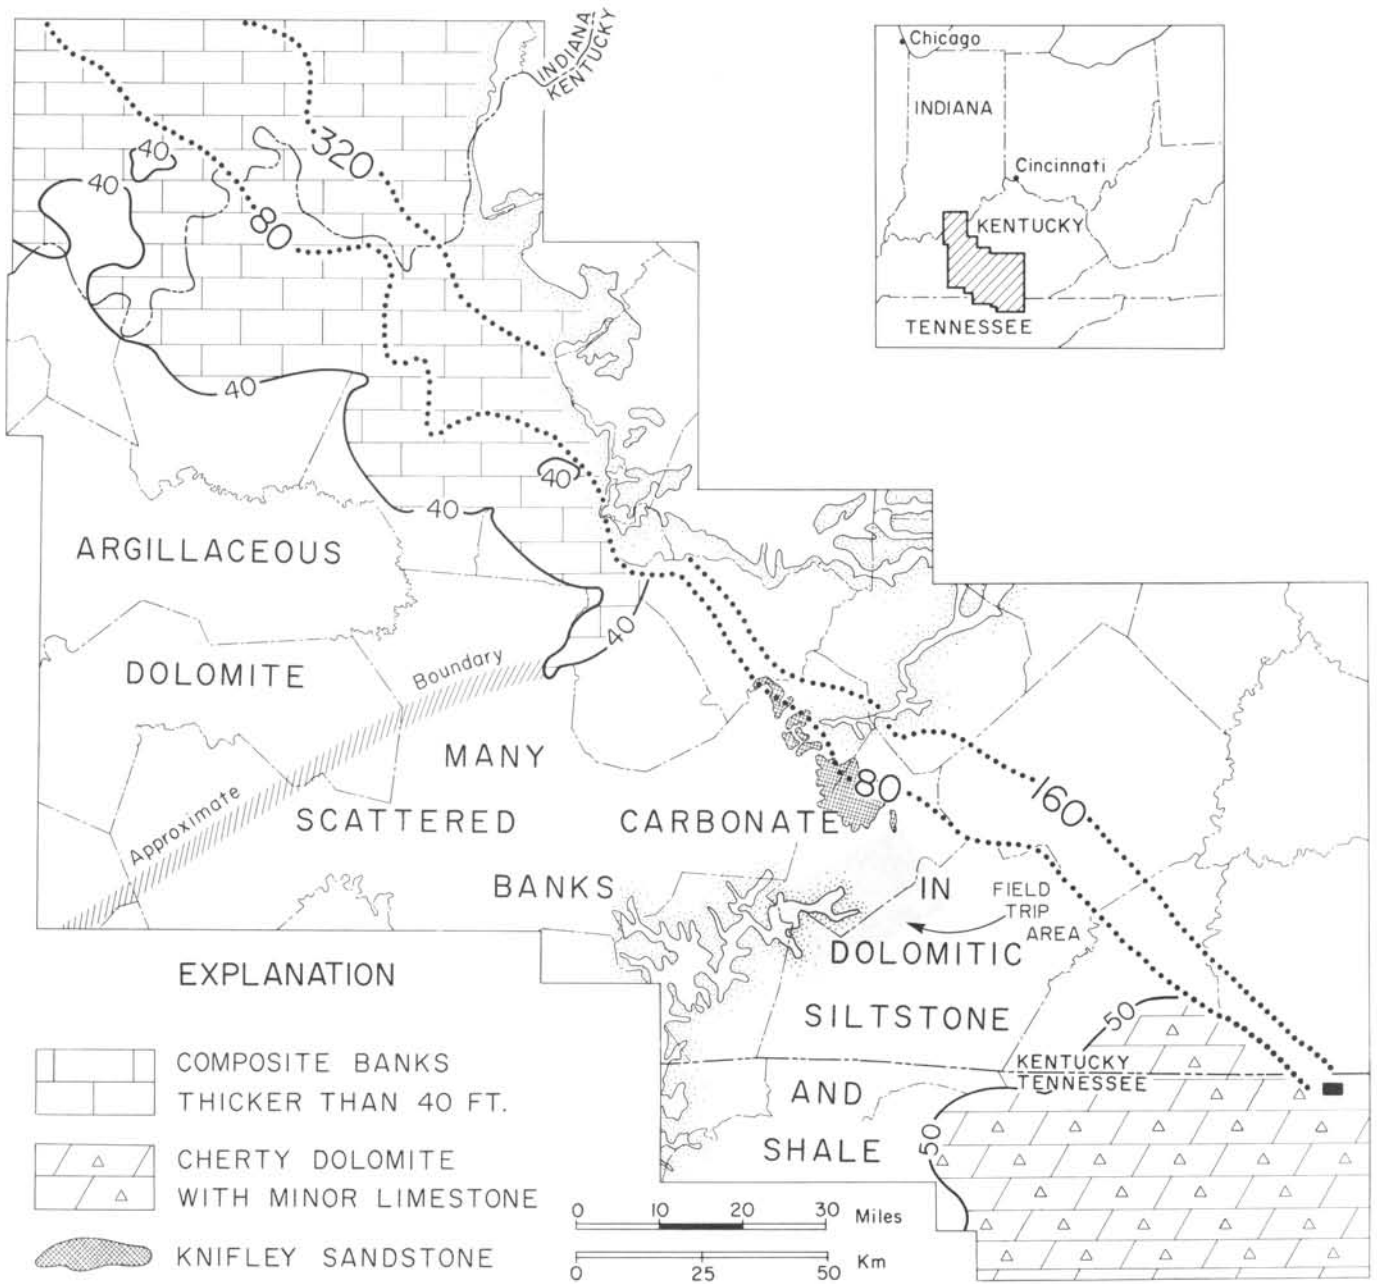 INDIANA
KENTUCKY
Chicago
INDIANA
Cincinnati
KENTUCKY
TENNESSEE
320
40
40
80
40
40
40
40
ARGILLACEOUS
DOLOMITE
Boundary
Approximate
MANY
SCATTERED
CARBONATE
BANKS
IN
DOLOMITIC
SILTSTONE
AND
SHALE
80
160
FIELD
TRIP
AREA
50
KENTUCKY
TENNESSEE
50
EXPLANATION
COMPOSITE BANKS
THICKER THAN 40 FT.
CHERTY DOLOMITE
WITH MINOR LIMESTONE
KNIFLEY SANDSTONE
0 10 20 30 Miles
0 25 50 Km